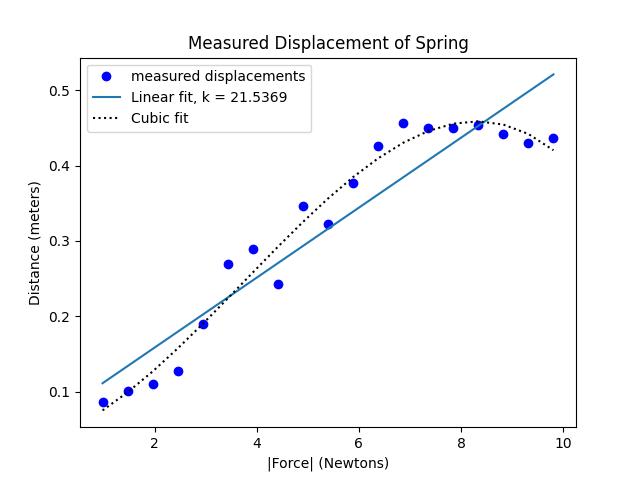 Measured Displacement of Spring
measured displacements
Linear fit, k = 21.5369
Cubic fit
0.5
0.4
0.3
0.2
0.1
Distance (meters)
2 4 6 8 10
|Force| (Newtons)